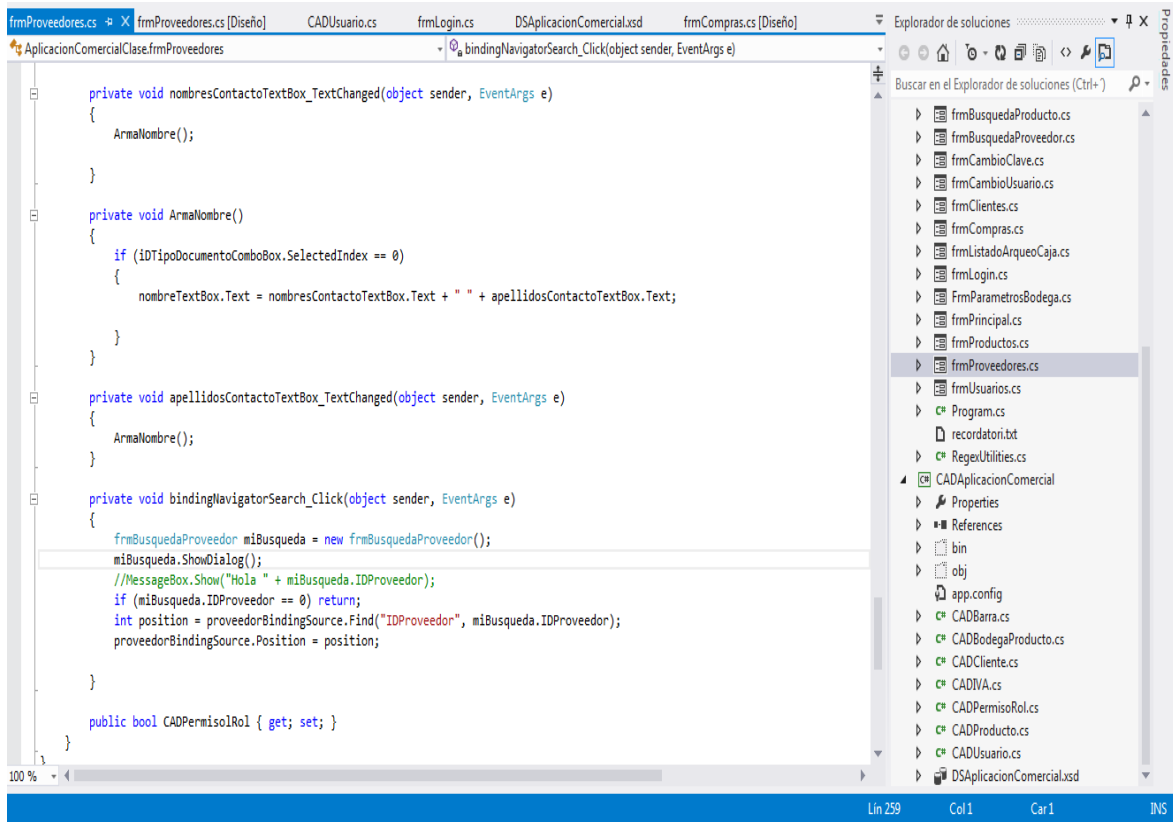 frmProveedores.cs
frmProveedores.cs [Diseño]
CADUsuario.cs
frmLogin.cs
DSAplicacionComercial.xsd
frmCompras.cs [Diseño]
AplicacionComercialClase.frmProveedores
bindingNavigatorSearch_Click(object sender, EventArgs e)
private void nombresContactoTextBox_TextChanged(object sender, EventArgs e)
{
ArmaNombre();
}
private void ArmaNombre()
{
if (iDTipoDocumentoComboBox.SelectedIndex == 0)
{
nombreTextBox.Text = nombresContactoTextBox.Text + " " + apellidosContactoTextBox.Text;
}
}
private void apellidosContactoTextBox_TextChanged(object sender, EventArgs e)
{
ArmaNombre();
}
private void bindingNavigatorSearch_Click(object sender, EventArgs e)
{
frmBusquedaProveedor miBusqueda = new frmBusquedaProveedor();
miBusqueda.ShowDialog();
//MessageBox.Show("Hola " + miBusqueda.IDProveedor);
if (miBusqueda.IDProveedor == 0) return;
int position = proveedorBindingSource.Find("IDProveedor", miBusqueda.IDProveedor);
proveedorBindingSource.Position = position;
}
public bool CADPermisolRol { get; set; }
}
}
100 %
Explorador de soluciones
Buscar en el Explorador de soluciones (Ctrl+´)
frmBusquedaProducto.cs
frmBusquedaProveedor.cs
frmCambioClave.cs
frmCambioUsuario.cs
frmClientes.cs
frmCompras.cs
frmListadoArqueoCaja.cs
frmLogin.cs
FrmParametrosBodega.cs
frmPrincipal.cs
frmProductos.cs
frmProveedores.cs
frmUsuarios.cs
C# Program.cs
recordatori.txt
C# RegexUtilities.cs
C# CADAplicacionComercial
Properties
References
bin
obj
app.config
C# CADBarra.cs
C# CADBodegaProducto.cs
C# CADCliente.cs
C# CADIVA.cs
C# CADPermisoRol.cs
C# CADProducto.cs
C# CADUsuario.cs
DSAplicacionComercial.xsd
Propiedades
Lín 259
Col 1
Car 1
INS